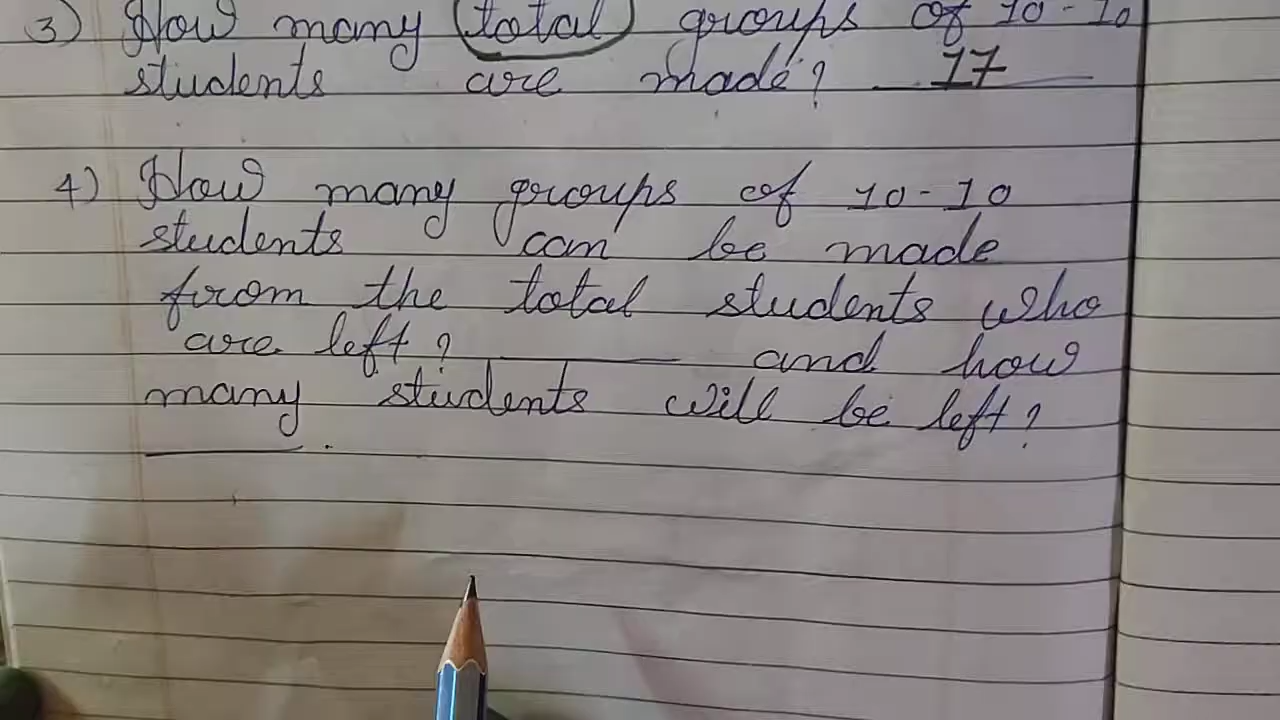 3) How many total groups of 10-10
students are made? 17
4) How many groups of 10-10
students can be made
from the total students who
are left? ______ and how
many students will be left?
______.